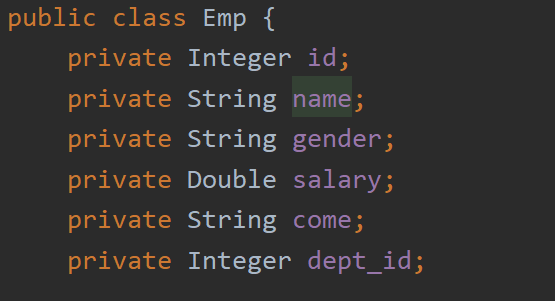 public class Emp {
private Integer id;
private String name;
private String gender;
private Double salary;
private String come;
private Integer dept_id;